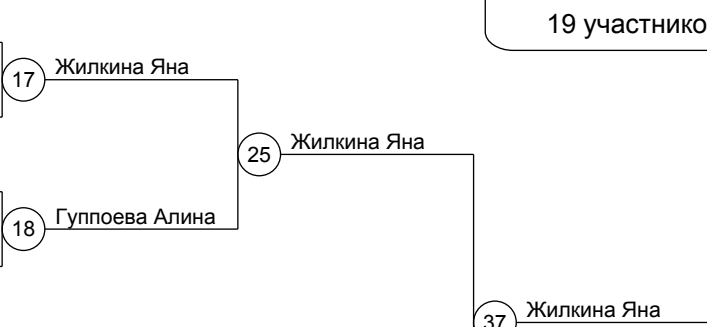 19 участнико
17 Жилкина Яна
25 Жилкина Яна
18 Гуппоева Алина
37 Жилкина Яна